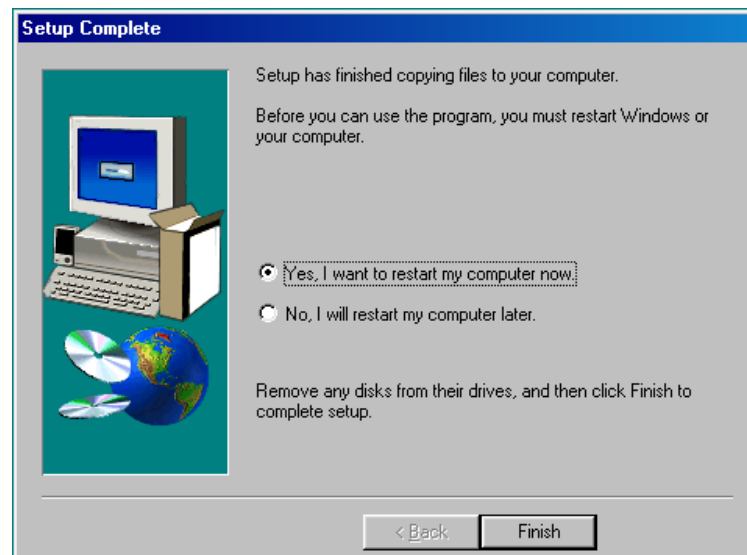 Setup Complete
Setup has finished copying files to your computer.
Before you can use the program, you must restart Windows or
your computer.
Yes, I want to restart my computer now.
No, I will restart my computer later.
Remove any disks from their drives, and then click Finish to
complete setup.
< Back
Finish